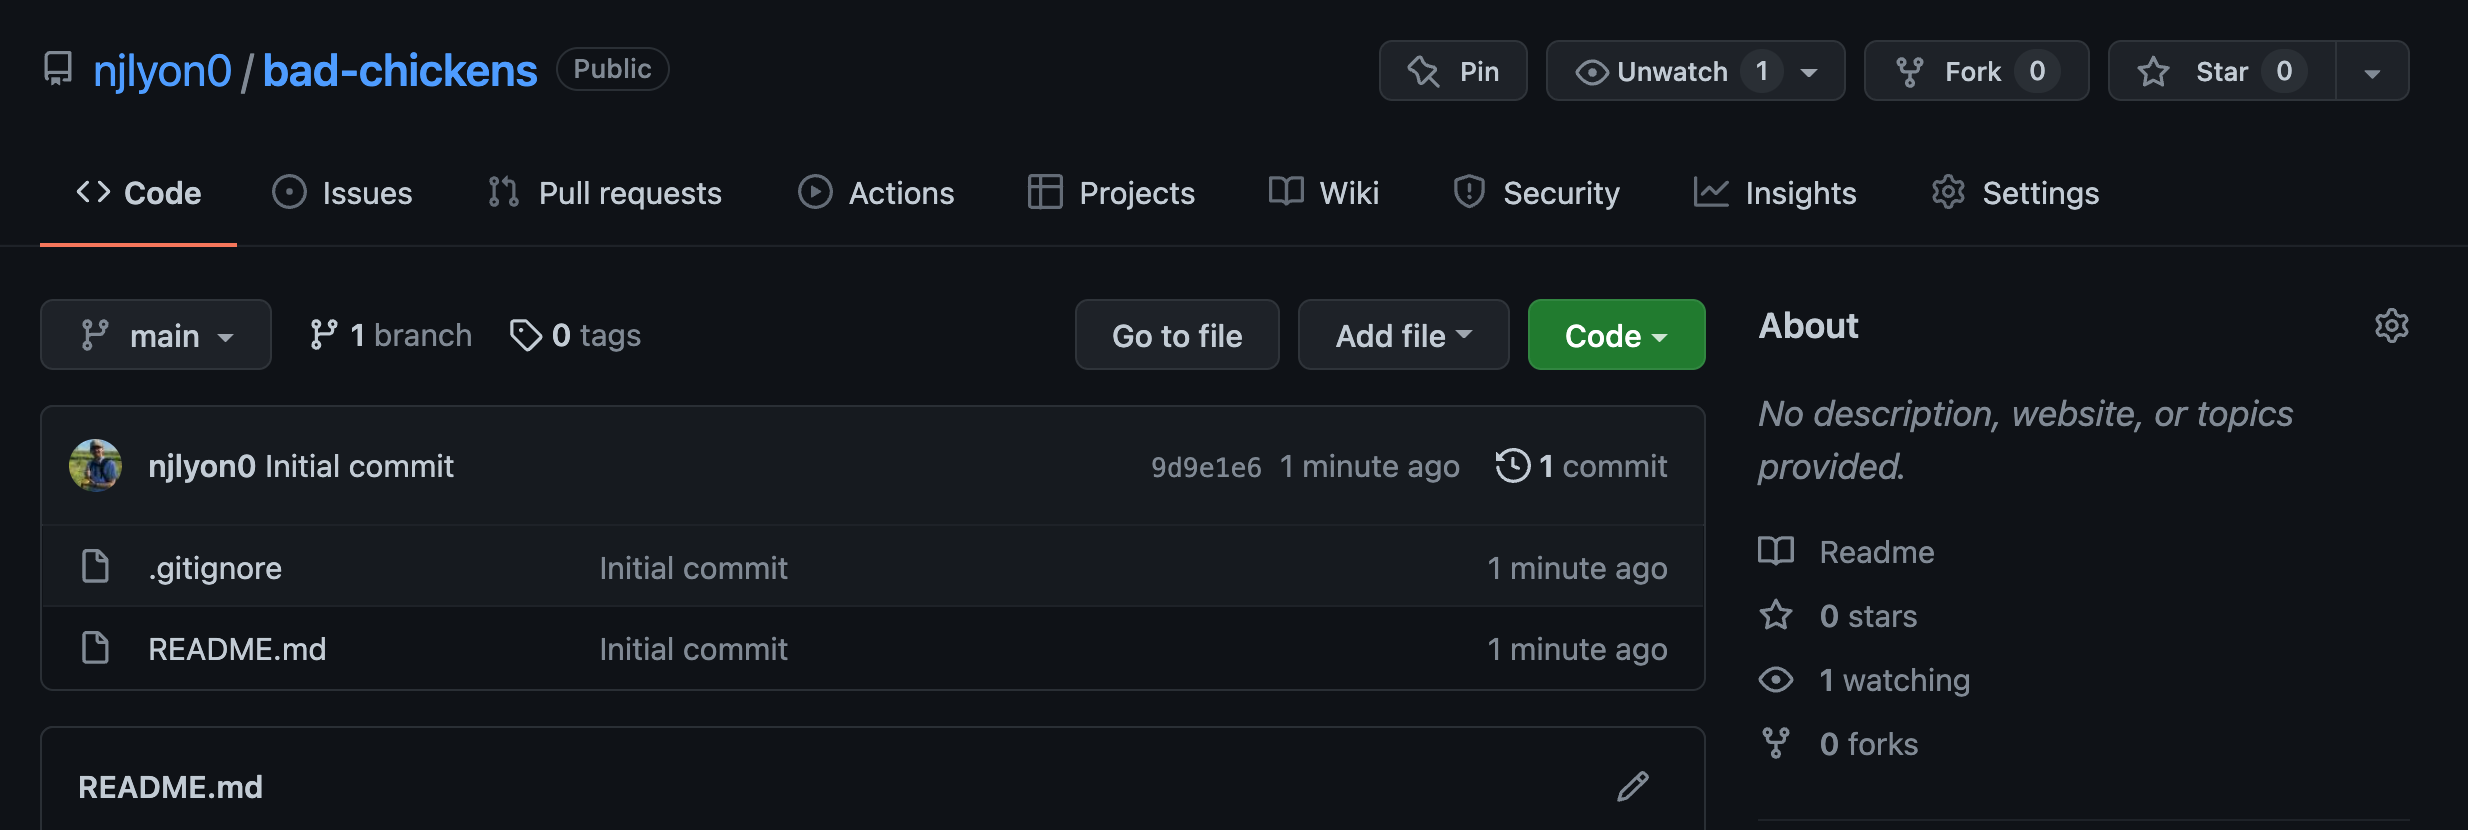 njlyon0 / bad-chickens Public Pin Unwatch 1 Fork 0 Star 0
Code Issues Pull requests Actions Projects Wiki Security Insights Settings
main 1 branch 0 tags Go to file Add file Code
njlyon0 Initial commit 9d9e1e6 1 minute ago 1 commit
.gitignore Initial commit 1 minute ago
README.md Initial commit 1 minute ago
README.md
About
No description, website, or topics
provided.
Readme
0 stars
1 watching
0 forks